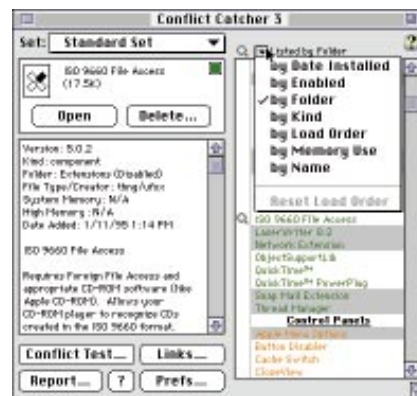 Conflict Catcher 3
Set: Standard Set
ISO 9660 File Access
(17.5k)
Open
Delete...
Version: 5.0.2
Kind: component
Folder: Extensions (Disabled)
File Type/Creator: thng/ufox
System Memory: N/A
High Memory: N/A
Date Added: 1/11/95 1:14 PM
ISO 9660 File Access
Requires Foreign File Access and
appropriate CD-ROM software (like
Apple CD-ROM). Allows your
CD-ROM player to recognize CDs
created in the ISO 9660 format.
Conflict Test...
Links...
Report...
?
Prefs...
Listed by Folder
by Date Installed
by Enabled
✓by Folder
by Kind
by Load Order
by Memory Use
by Name
Reset Load Order
ISO 9660 File Access
LaserWriter 8.2
Network Extension
ObjectSupportLib
QuickTime™
QuickTime™ PowerPlug
Snap Mail Extension
Thread Manager
Control Panels
Apple Menu Options
Button Disabler
Cache Switch
CloseView